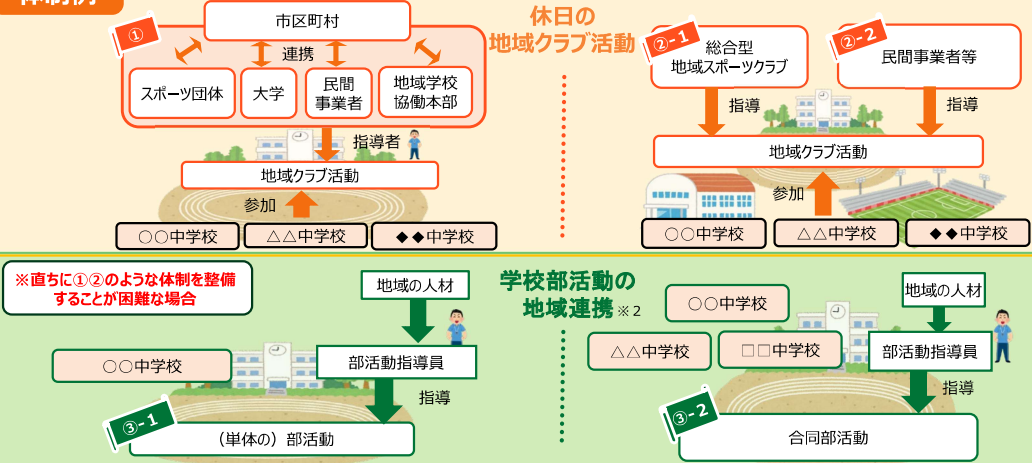 体制例
①
市区町村
連携
スポーツ団体
大学
民間
事業者
地域学校
協働本部
指導者
地域クラブ活動
参加
○○中学校
△△中学校
◆◆中学校
休日の
地域クラブ活動
②-1
総合型
地域スポーツクラブ
②-2
民間事業者等
指導
指導
地域クラブ活動
参加
○○中学校
△△中学校
◆◆中学校
※直ちに①②のような体制を整備
することが困難な場合
学校部活動の
地域連携※2
地域の人材
○○中学校
部活動指導員
指導
③-1
（単体の）部活動
地域の人材
○○中学校
△△中学校
□□中学校
部活動指導員
指導
③-2
合同部活動